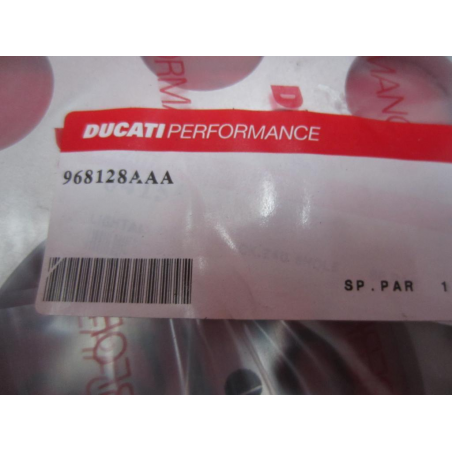 DUCATI PERFORMANCE
968128AAA
SP.PAR 1